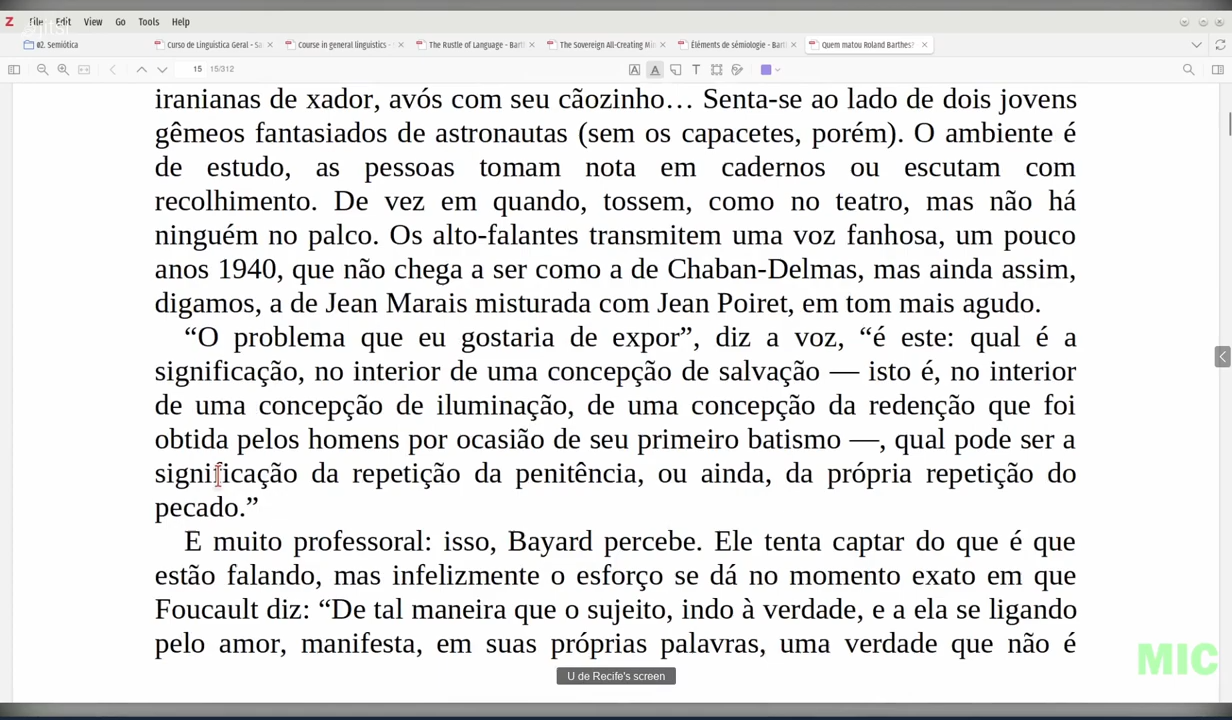 File Edit View Go Tools Help
#2. Semiótica
Curso de Linguística Geral - Sa
Course in general linguistics -
The Rustle of Language - Bart
The Sovereign All-Creating Mi
Éléments de sémiologie - Bar
Quem matou Roland Barthes?
15 15/312
iranianas de xador, avós com seu cãozinho… Senta-se ao lado de dois jovens
gêmeos fantasiados de astronautas (sem os capacetes, porém). O ambiente é
de estudo, as pessoas tomam nota em cadernos ou escutam com
recolhimento. De vez em quando, tossem, como no teatro, mas não há
ninguém no palco. Os alto-falantes transmitem uma voz fanhosa, um pouco
anos 1940, que não chega a ser como a de Chaban-Delmas, mas ainda assim,
digamos, a de Jean Marais misturada com Jean Poiret, em tom mais agudo.
“O problema que eu gostaria de expor”, diz a voz, “é este: qual é a
significação, no interior de uma concepção de salvação — isto é, no interior
de uma concepção de iluminação, de uma concepção da redenção que foi
obtida pelos homens por ocasião de seu primeiro batismo —, qual pode ser a
significação da repetição da penitência, ou ainda, da própria repetição do
pecado.”
E muito professoral: isso, Bayard percebe. Ele tenta captar do que é que
estão falando, mas infelizmente o esforço se dá no momento exato em que
Foucault diz: “De tal maneira que o sujeito, indo à verdade, e a ela se ligando
pelo amor, manifesta, em suas próprias palavras, uma verdade que não é
MIC
U de Recife's screen